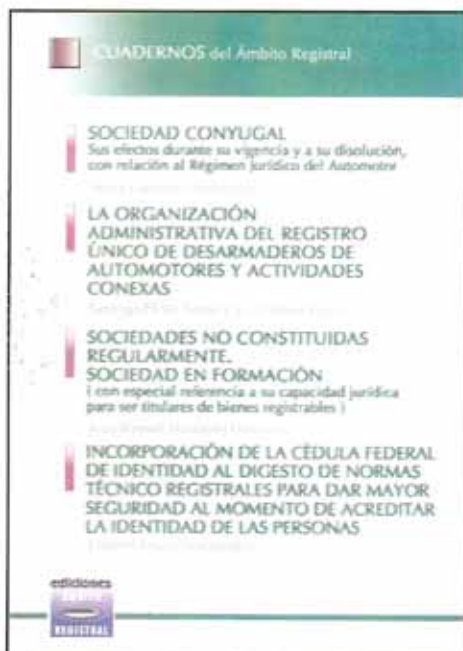 CUADERNOS del Ámbito Registral
SOCIEDAD CONYUGAL
Sus efectos durante su vigencia y a su disolución,
con relación al Régimen Jurídico del Automotor
LA ORGANIZACIÓN
ADMINISTRATIVA DEL REGISTRO
ÚNICO DE DESARMADEROS DE
AUTOMOTORES Y ACTIVIDADES
CONEXAS
SOCIEDADES NO CONSTITUIDAS
REGULARMENTE.
SOCIEDAD EN FORMACIÓN
( con especial referencia a su capacidad jurídica
para ser titulares de bienes registrables )
INCORPORACIÓN DE LA CÉDULA FEDERAL
DE IDENTIDAD AL DIGESTO DE NORMAS
TÉCNICO REGISTRALES PARA DAR MAYOR
SEGURIDAD AL MOMENTO DE ACREDITAR
LA IDENTIDAD DE LAS PERSONAS
ediciones
ÁMBITO
REGISTRAL